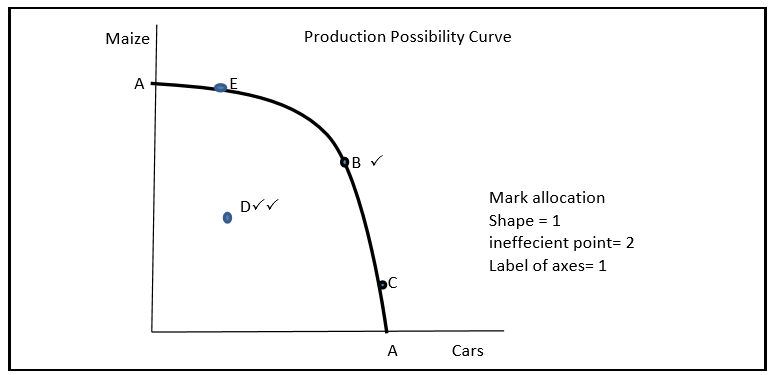 Maize
Production Possibility Curve
A
E
B ✓
D✓✓
Mark allocation
Shape = 1
ineffecient point= 2
Label of axes= 1
C
A
Cars